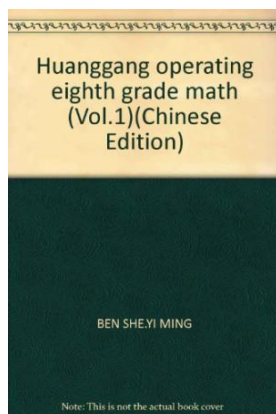 Huanggang operating
eighth grade math
(Vol.1)(Chinese
Edition)
BEN SHE.YI MING
Note: This is not the actual book cover